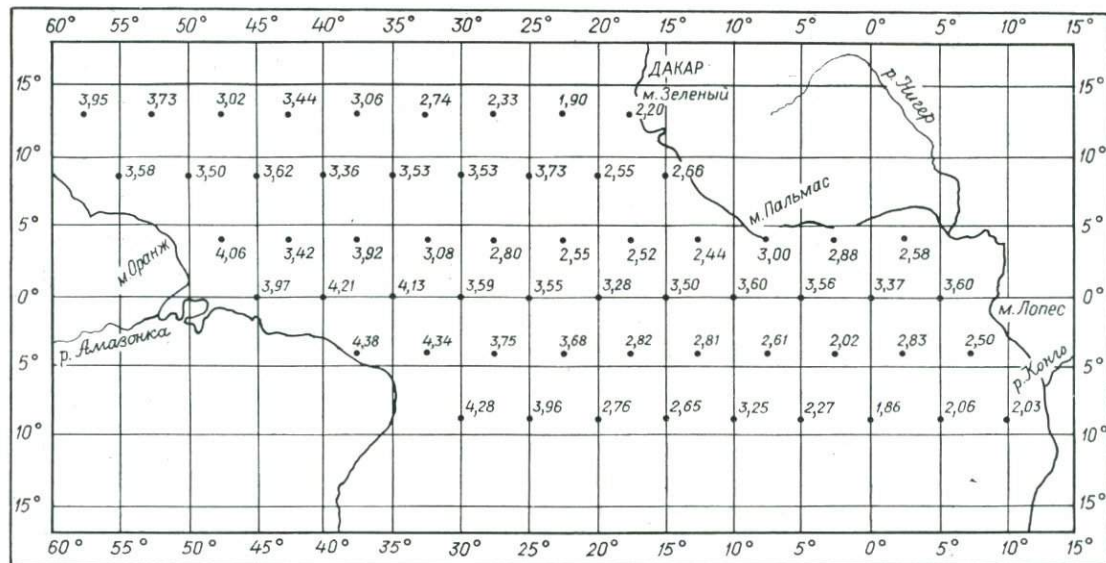 60° 55° 50° 45° 40° 35° 30° 25° 20° 15° 10° 5° 0° 5° 10° 15°
15° ДАКАР 15°
м.Зеленый
р.Нигер
3,95 3,73 3,02 3,44 3,06 2,74 2,33 1,90 2,20
10° 10°
3,58 3,50 3,62 3,36 3,53 3,53 3,73 2,55 2,66
м.Пальмас
5° 5°
м.Оранж
4,06 3,42 3,92 3,08 2,80 2,55 2,52 2,44 3,00 2,88 2,58
3,97 4,21 4,13 3,59 3,55 3,28 3,50 3,60 3,56 3,37 3,60
0° 0°
м.Лопес
р.Амазонка
4,38 4,34 3,75 3,68 2,82 2,81 2,61 2,02 2,83 2,50
5° 5°
р.Конго
4,28 3,96 2,76 2,65 3,25 2,27 1,86 2,06 2,03
10° 10°
15° 15°
60° 55° 50° 45° 40° 35° 30° 25° 20° 15° 10° 5° 0° 5° 10° 15°